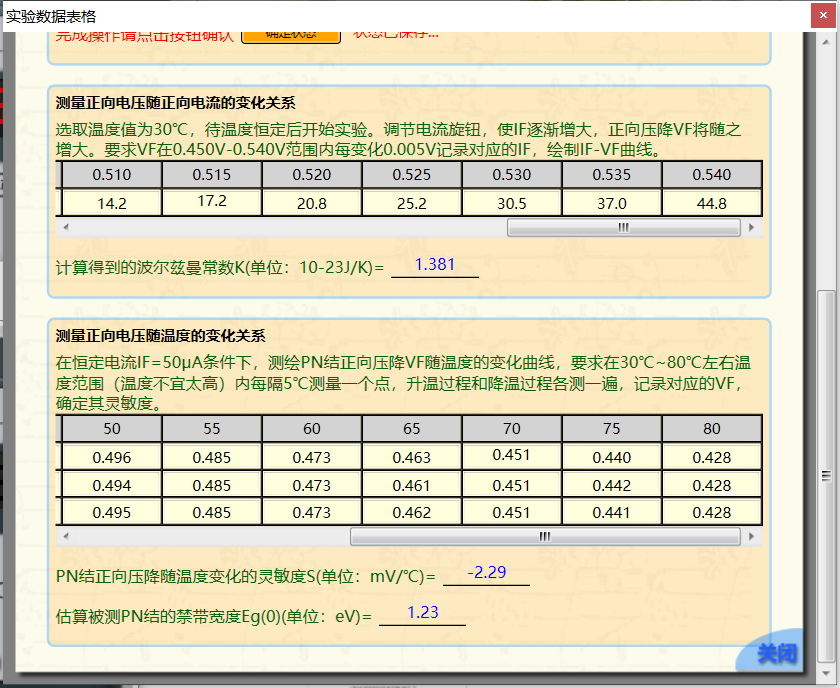 实验数据表格
完成操作请点击按钮确认 确定状态 状态已保存...
测量正向电压随正向电流的变化关系
选取温度值为30℃，待温度恒定后开始实验。调节电流旋钮，使IF逐渐增大，正向压降VF将随之
增大。要求VF在0.450V-0.540V范围内每变化0.005V记录对应的IF，绘制IF-VF曲线。
0.510 0.515 0.520 0.525 0.530 0.535 0.540
14.2 17.2 20.8 25.2 30.5 37.0 44.8
计算得到的波尔兹曼常数K(单位：10-23J/K)= 1.381
测量正向电压随温度的变化关系
在恒定电流IF=50μA条件下，测绘PN结正向压降VF随温度的变化曲线，要求在30℃~80℃左右温
度范围（温度不宜太高）内每隔5℃测量一个点，升温过程和降温过程各测一遍，记录对应的VF，
确定其灵敏度。
50 55 60 65 70 75 80
0.496 0.485 0.473 0.463 0.451 0.440 0.428
0.494 0.485 0.473 0.461 0.451 0.442 0.428
0.495 0.485 0.473 0.462 0.451 0.441 0.428
PN结正向压降随温度变化的灵敏度S(单位：mV/℃)= -2.29
估算被测PN结的禁带宽度Eg(0)(单位：eV)= 1.23
关闭